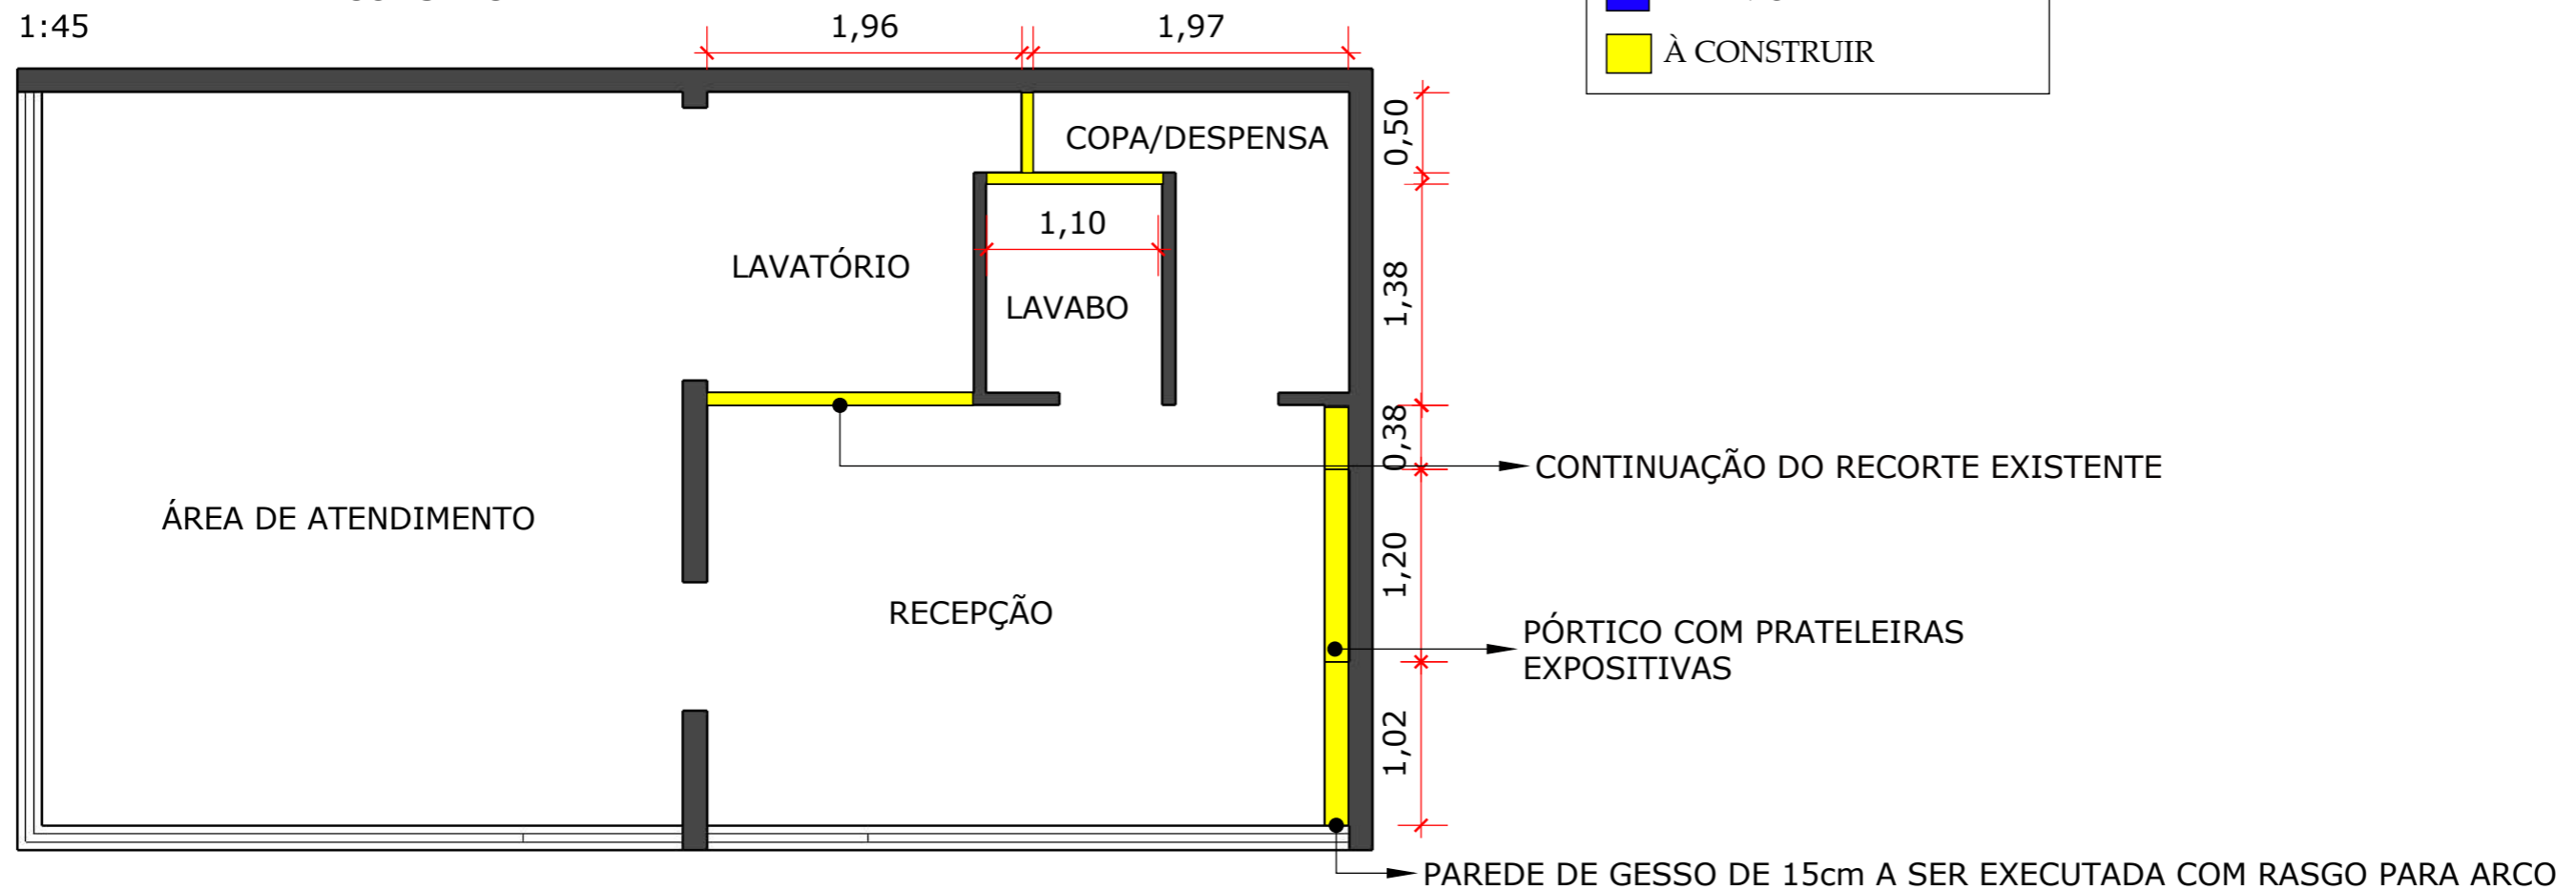 1:45
1,96
1,97
À CONSTRUIR
0,50
COPA/DESPENSA
1,10
LAVATÓRIO
LAVABO
1,38
0,38
CONTINUAÇÃO DO RECORTE EXISTENTE
ÁREA DE ATENDIMENTO
1,20
RECEPÇÃO
PÓRTICO COM PRATELEIRAS
EXPOSITIVAS
1,02
PAREDE DE GESSO DE 15cm A SER EXECUTADA COM RASGO PARA ARCO